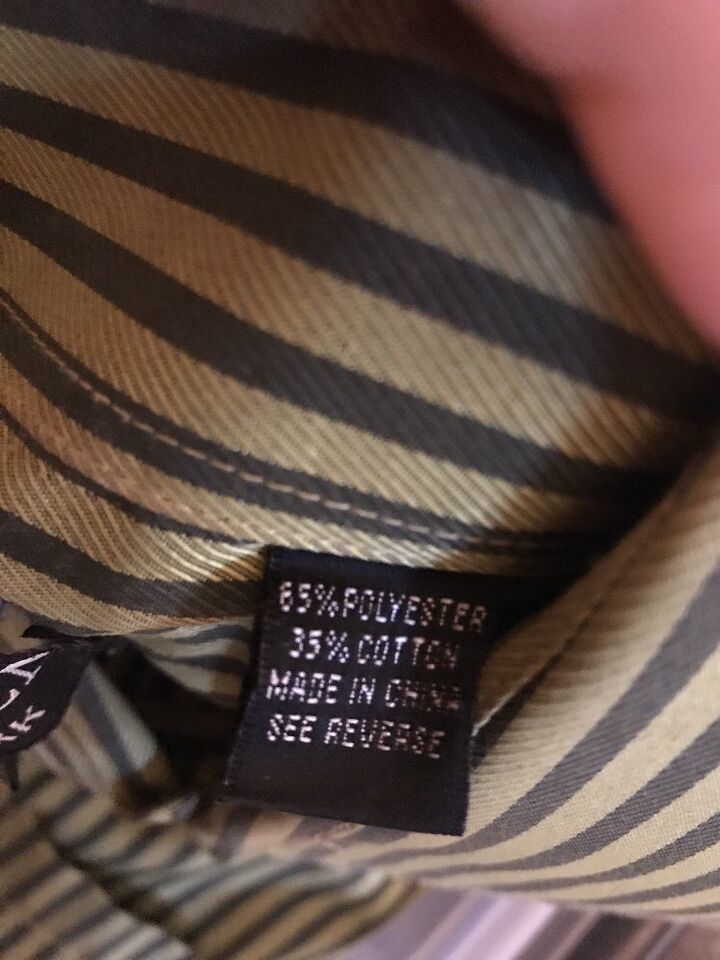 65%POLYESTER
35%COTTON
MADE IN CHINA
SEE REVERSE